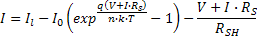 I = I_l − I_0 ( exp^{q(V+I·R_S)/(n·k·T)} − 1 ) − (V + I · R_S)/R_SH